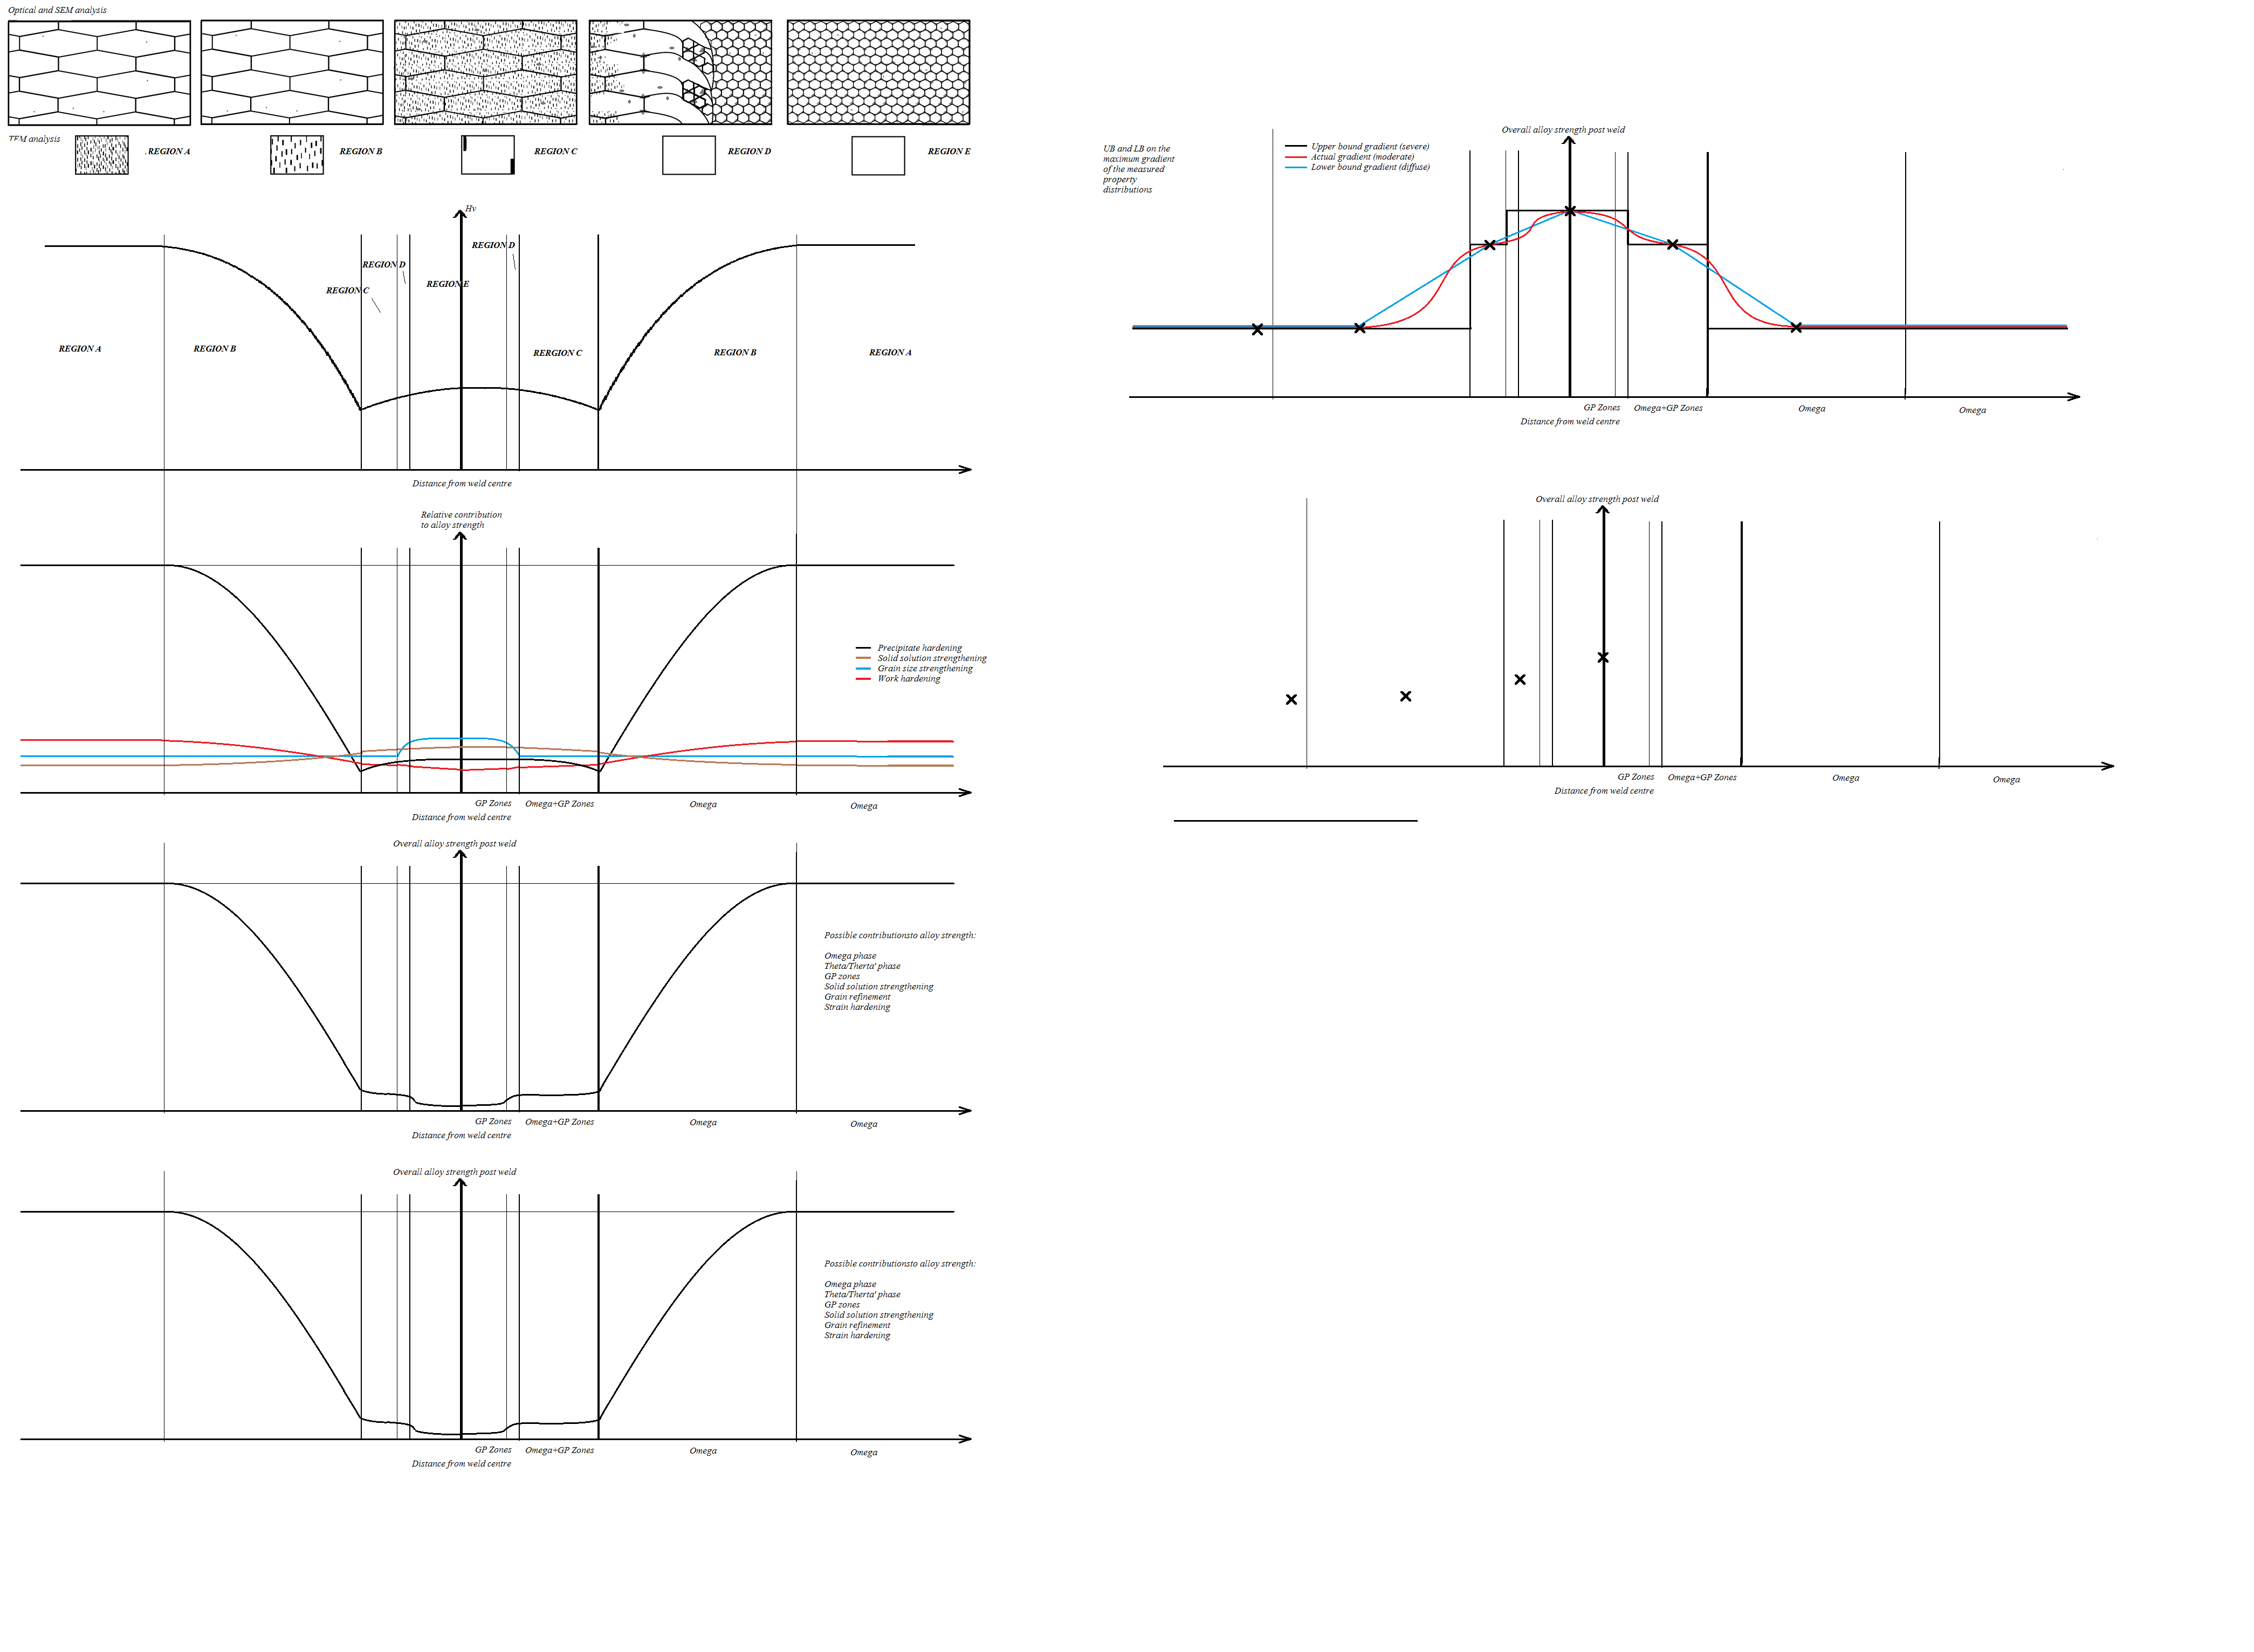 Optical and SEM analysis
TEM analysis
.REGION A
REGION B
REGION C
REGION D
REGION E
Hv
REGION D
REGION D
REGION E
REGION C
REGION A
REGION B
RERGION C
REGION B
REGION A
Distance from weld centre
Relative contribution
to alloy strength
Precipitate hardening
Solid solution strengthening
Grain size strengthening
Work hardening
GP Zones
Omega+GP Zones
Omega
Omega
Distance from weld centre
Overall alloy strength post weld
Possible contributionsto alloy strength:
Omega phase
Theta/Therta' phase
GP zones
Solid solution strengthening
Grain refinement
Strain hardening
GP Zones
Omega+GP Zones
Omega
Omega
Distance from weld centre
Overall alloy strength post weld
Possible contributionsto alloy strength:
Omega phase
Theta/Therta' phase
GP zones
Solid solution strengthening
Grain refinement
Strain hardening
GP Zones
Omega+GP Zones
Omega
Omega
Distance from weld centre
Overall alloy strength post weld
UB and LB on the
maximum gradient
of the measured
property
distributions
Upper bound gradient (severe)
Actual gradient (moderate)
Lower bound gradient (diffuse)
GP Zones
Omega+GP Zones
Omega
Omega
Distance from weld centre
Overall alloy strength post weld
GP Zones
Omega+GP Zones
Omega
Omega
Distance from weld centre